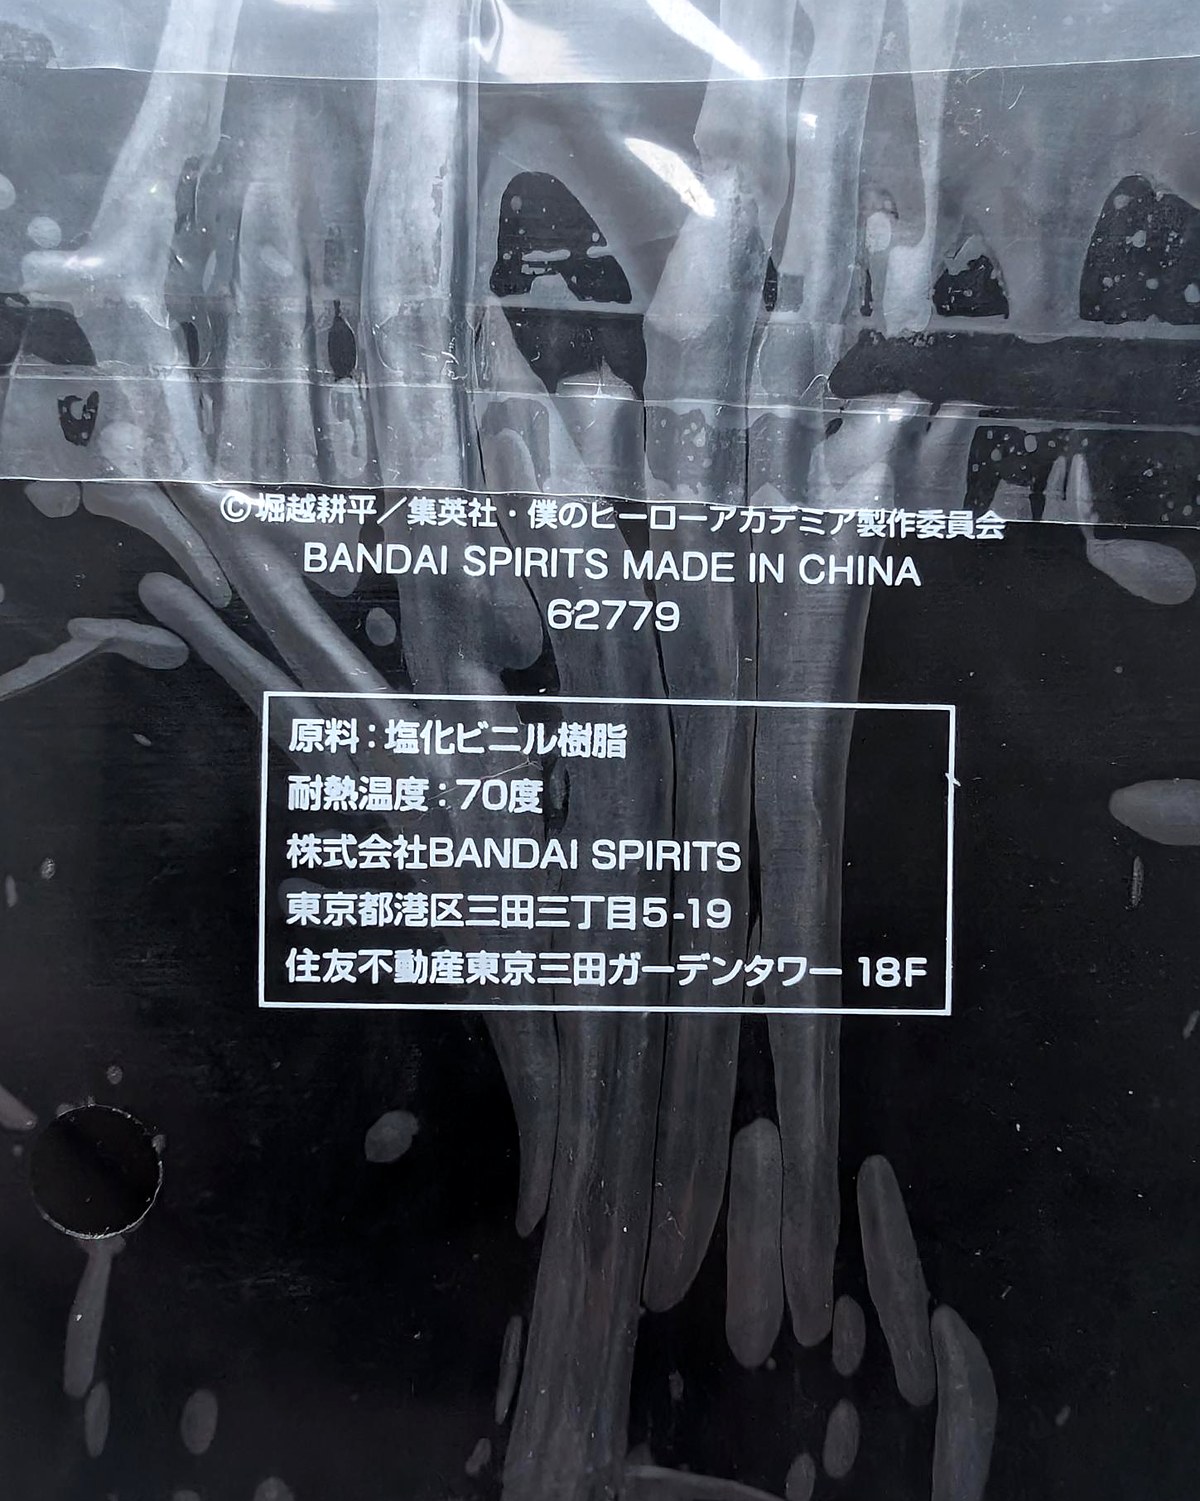 ©堀越耕平／集英社・僕のヒーローアカデミア製作委員会
BANDAI SPIRITS MADE IN CHINA
62779
原料：塩化ビニル樹脂
耐熱温度：70度
株式会社BANDAI SPIRITS
東京都港区三田三丁目5-19
住友不動産東京三田ガーデンタワー 18F